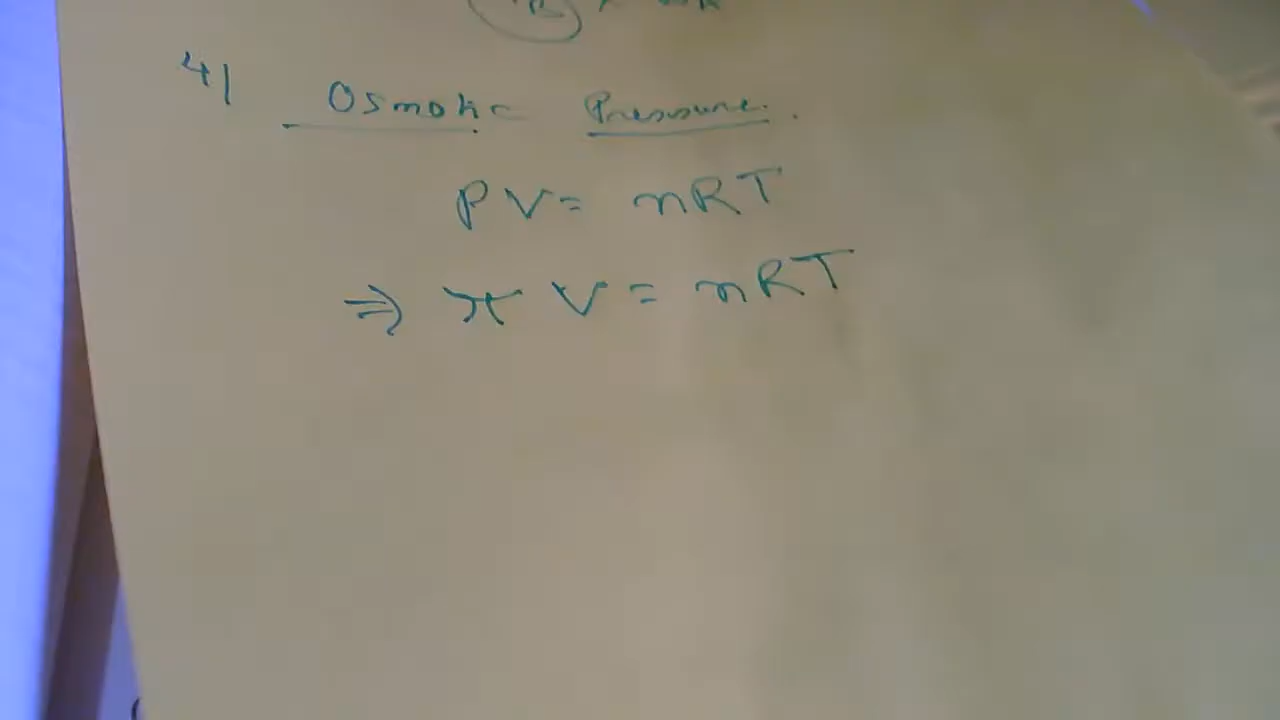 4) Osmotic Pressure.
PV = nRT
⇒ π V = nRT